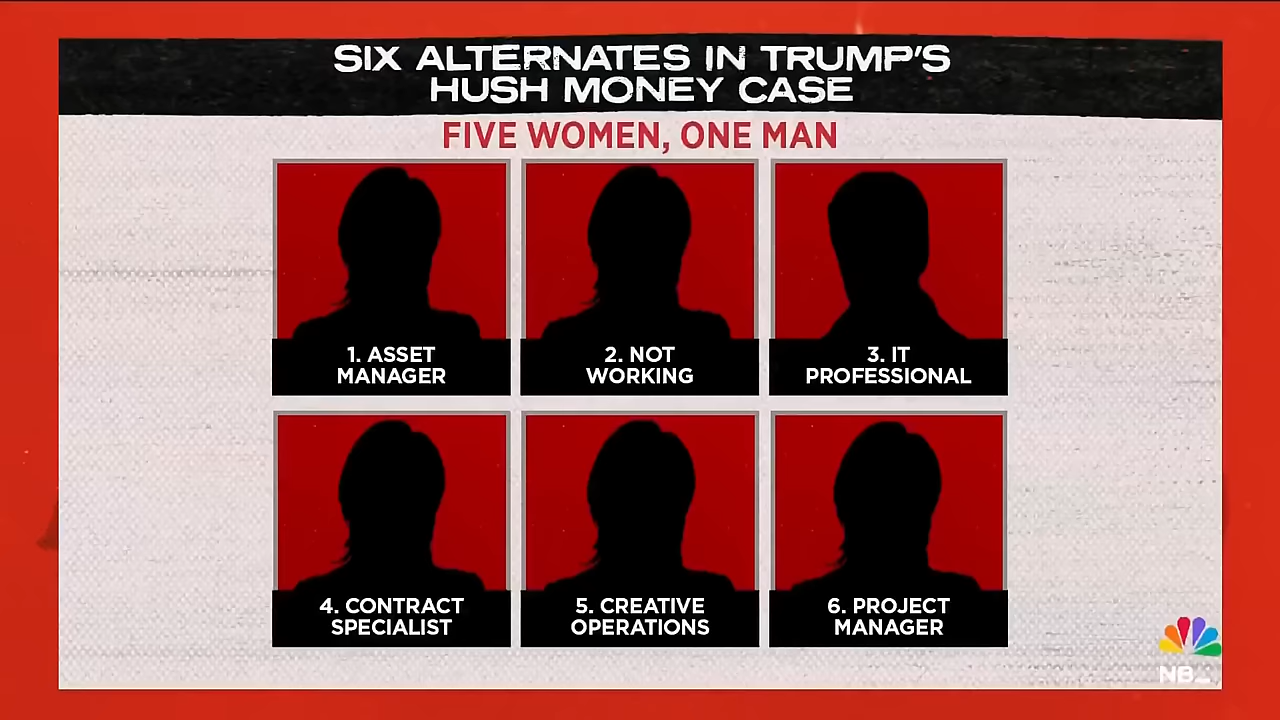 SIX ALTERNATES IN TRUMP'S
HUSH MONEY CASE
FIVE WOMEN, ONE MAN
1. ASSET
MANAGER
2. NOT
WORKING
3. IT
PROFESSIONAL
4. CONTRACT
SPECIALIST
5. CREATIVE
OPERATIONS
6. PROJECT
MANAGER